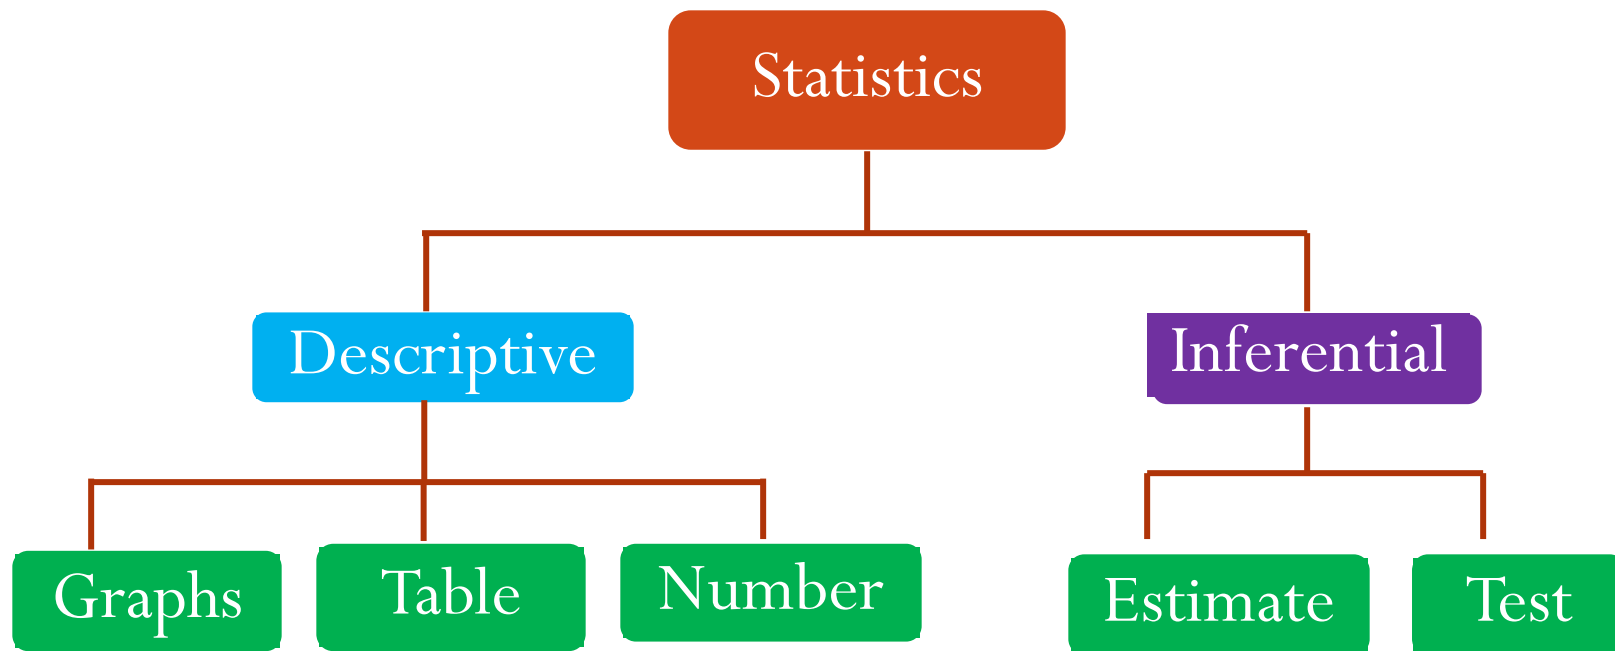 Statistics
Descriptive
Inferential
Graphs
Table
Number
Estimate
Test